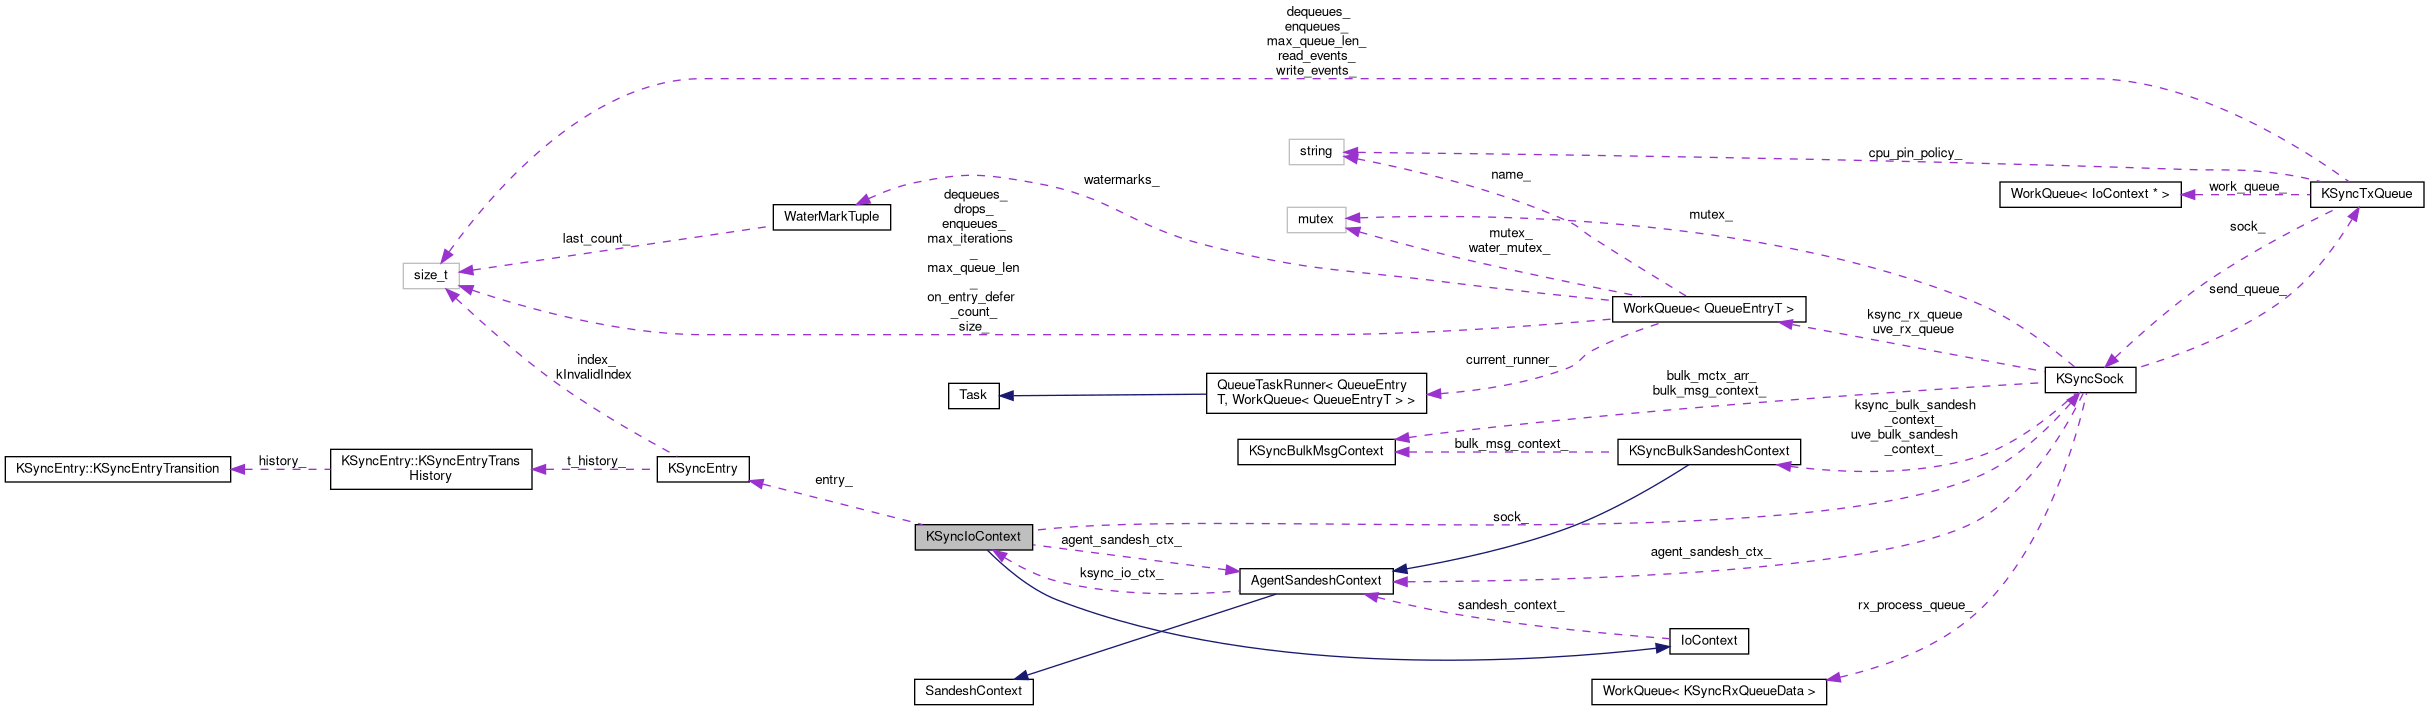 dequeues_
enqueues_
max_queue_len_
read_events_
write_events_
string
cpu_pin_policy_
name_
watermarks_
WorkQueue< IoContext * >
work_queue_
KSyncTxQueue
dequeues_
drops_
enqueues_
max_iterations
_
max_queue_len
_
on_entry_defer
_count_
size_
WaterMarkTuple
mutex
mutex_
mutex_
water_mutex_
sock_
last_count_
size_t
send_queue_
WorkQueue< QueueEntryT >
ksync_rx_queue
uve_rx_queue
index_
kInvalidIndex
current_runner_
KSyncSock
Task
QueueTaskRunner< QueueEntry
T, WorkQueue< QueueEntryT > >
bulk_mctx_arr_
bulk_msg_context_
ksync_bulk_sandesh
_context_
uve_bulk_sandesh
_context_
KSyncBulkMsgContext
bulk_msg_context_
KSyncBulkSandeshContext
KSyncEntry::KSyncEntryTransition
history_
KSyncEntry::KSyncEntryTrans
History
t_history_
KSyncEntry
entry_
sock_
KSyncIoContext
agent_sandesh_ctx_
agent_sandesh_ctx_
ksync_io_ctx_
AgentSandeshContext
sandesh_context_
rx_process_queue_
IoContext
SandeshContext
WorkQueue< KSyncRxQueueData >